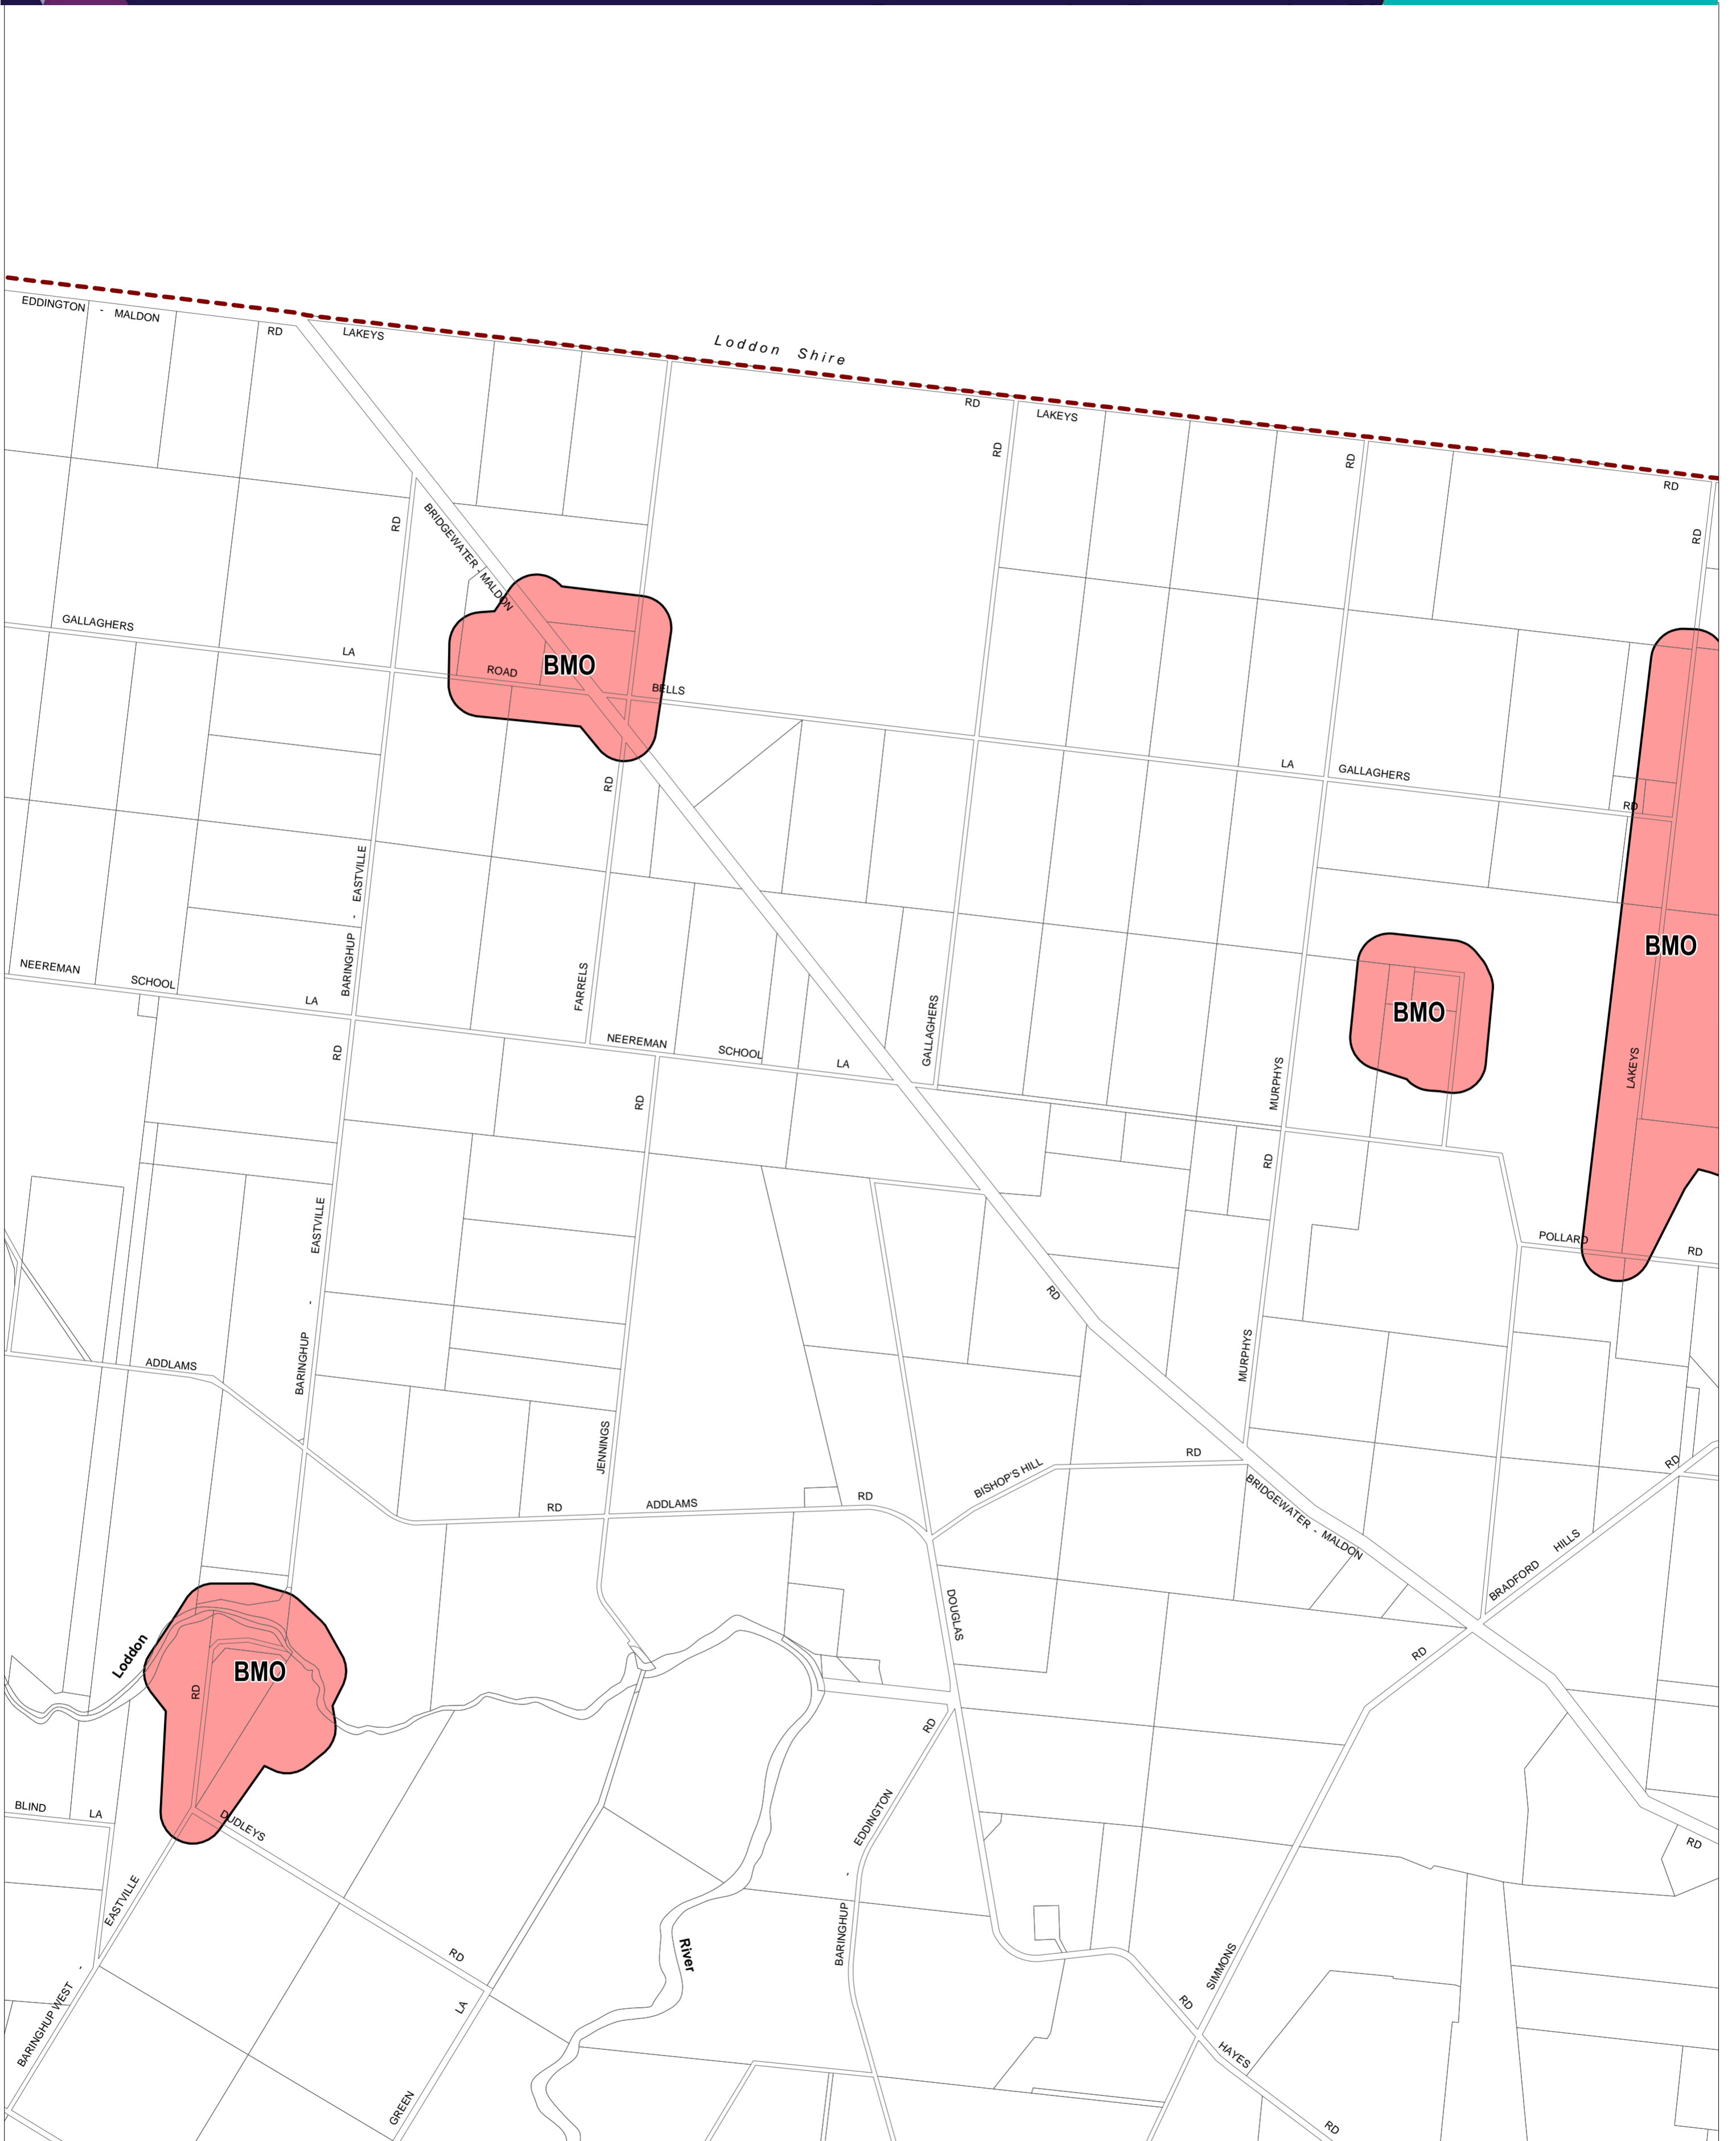 EDDINGTON - MALDON
RD
LAKEYS
Loddon Shire
RD
LAKEYS
RD
RD
RD
RD
RD
BRIDGEWATER - MALDON
GALLAGHERS
LA
ROAD
BMO
BELLS
RD
LA
GALLAGHERS
RD
BARINGHUP - EASTVILLE
FARRELS
BMO
BMO
NEEREMAN
SCHOOL
LA
NEEREMAN
SCHOOL
LA
GALLAGHERS
MURPHYS
LAKEYS
RD
RD
RD
BARINGHUP - EASTVILLE
POLLARD
RD
RD
MURPHYS
ADDLAMS
JENNINGS
RD
ADDLAMS
RD
BISHOP'S HILL
RD
BRIDGEWATER - MALDON
BRADFORD HILLS
RD
DOUGLAS
Loddon
BMO
RD
RD
RD
BLIND
LA
DUDLEYS
EDDINGTON
-
BARINGHUP
RD
EASTVILLE
-
BARINGHUP WEST
RD
LA
GREEN
River
SIMMONS
RD
HAYES
RD